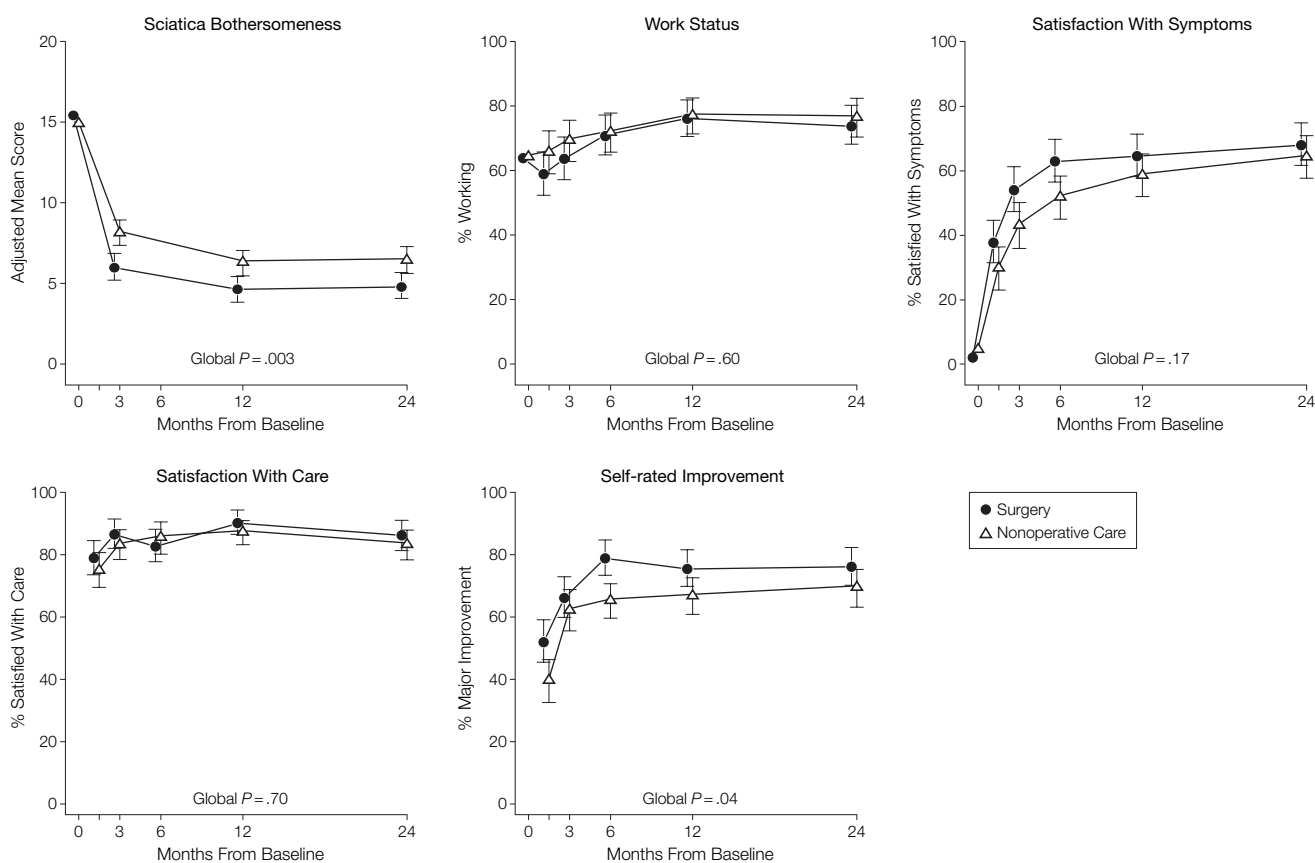 Sciatica Bothersomeness
20
15
10
5
0
Adjusted Mean Score
Global P = .003
0 3 6 12 24
Months From Baseline
Work Status
100
80
60
40
20
0
% Working
Global P = .60
0 3 6 12 24
Months From Baseline
Satisfaction With Symptoms
100
80
60
40
20
0
% Satisfied With Symptoms
Global P = .17
0 3 6 12 24
Months From Baseline
Satisfaction With Care
100
80
60
40
20
0
% Satisfied With Care
Global P = .70
0 3 6 12 24
Months From Baseline
Self-rated Improvement
100
80
60
40
20
0
% Major Improvement
Global P = .04
0 3 6 12 24
Months From Baseline
Surgery
Nonoperative Care